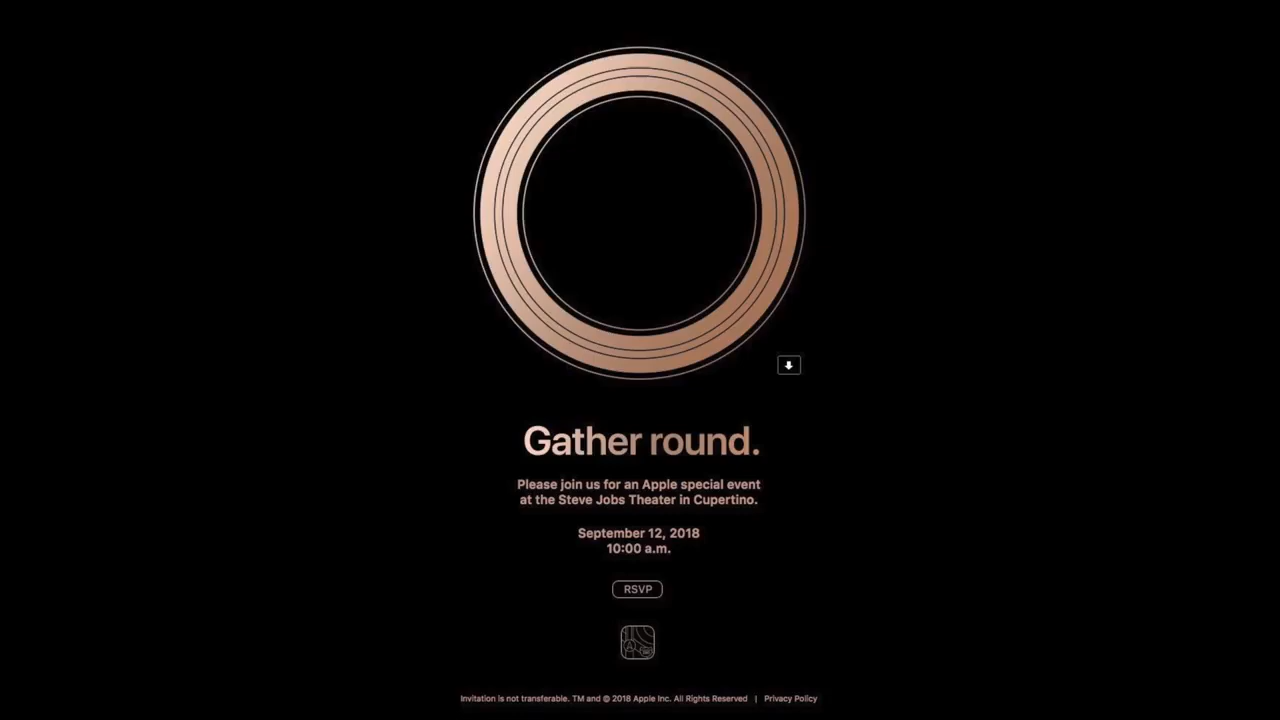 Gather round.
Please join us for an Apple special event
at the Steve Jobs Theater in Cupertino.
September 12, 2018
10:00 a.m.
RSVP
Invitation is not transferable. TM and © 2018 Apple Inc. All Rights Reserved | Privacy Policy